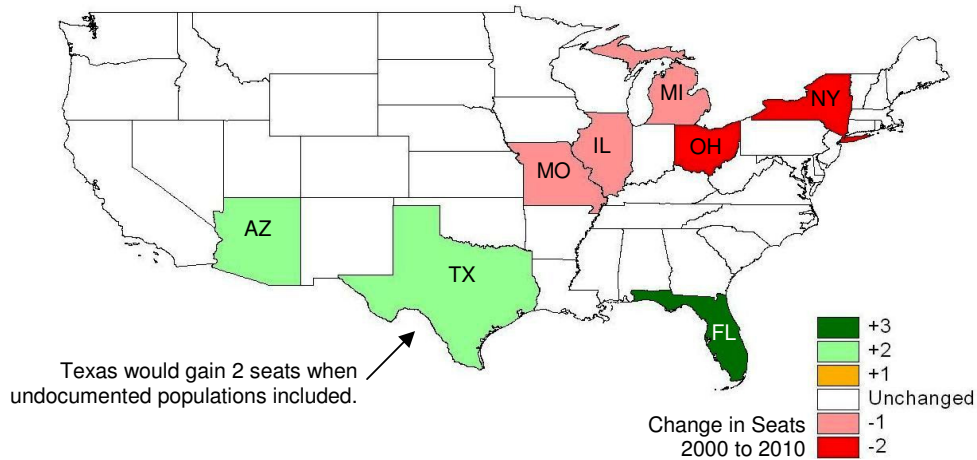 MI
NY
IL
OH
MO
AZ
TX
FL
Texas would gain 2 seats when
undocumented populations included.
Change in Seats
2000 to 2010
+3
+2
+1
Unchanged
-1
-2